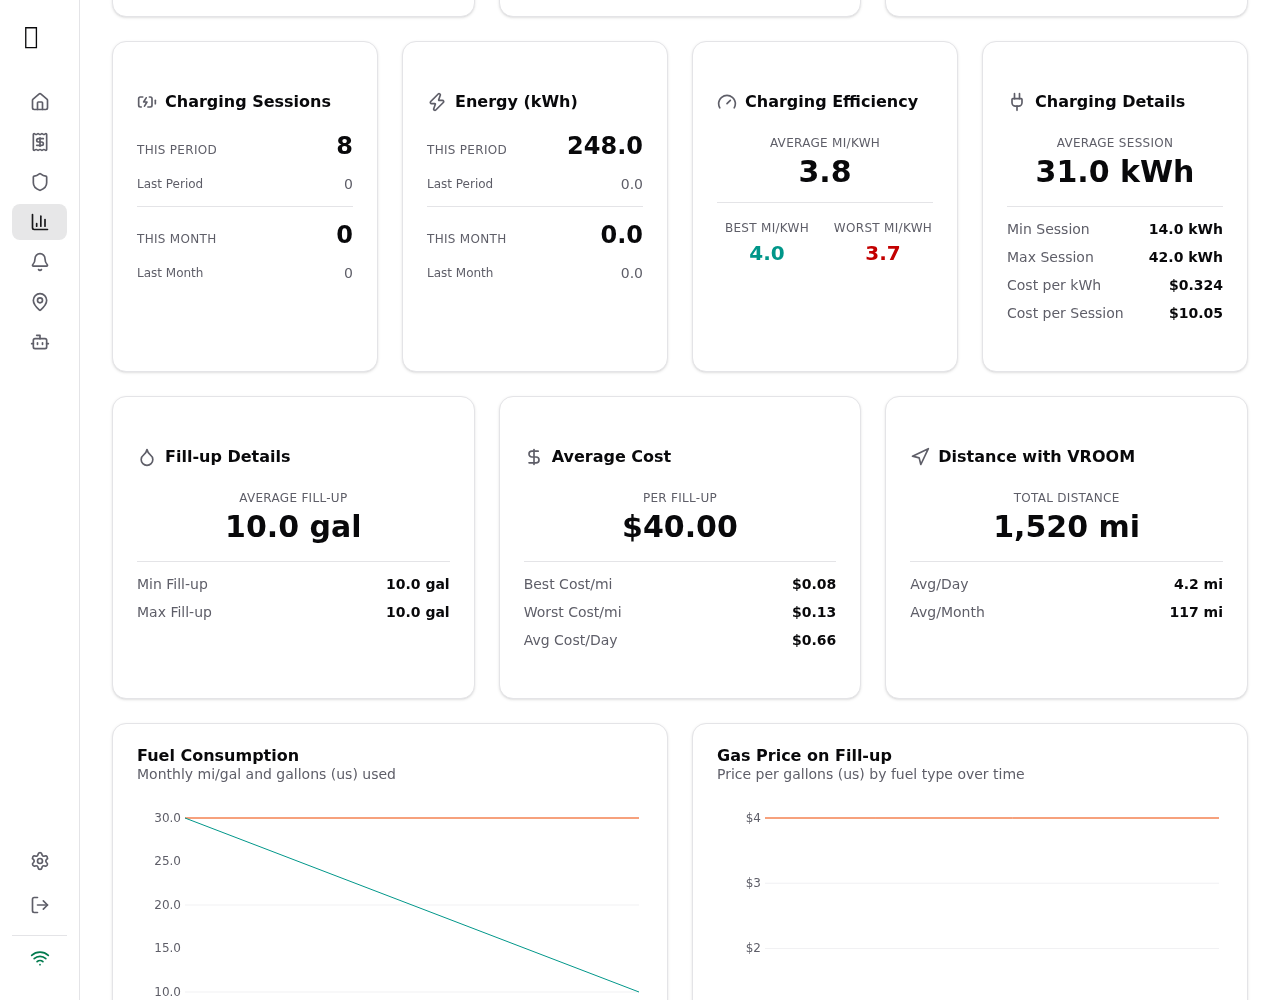 Charging Sessions
THIS PERIOD 8
Last Period 0
THIS MONTH 0
Last Month 0
Energy (kWh)
THIS PERIOD 248.0
Last Period 0.0
THIS MONTH 0.0
Last Month 0.0
Charging Efficiency
AVERAGE MI/KWH
3.8
BEST MI/KWH WORST MI/KWH
4.0 3.7
Charging Details
AVERAGE SESSION
31.0 kWh
Min Session 14.0 kWh
Max Session 42.0 kWh
Cost per kWh $0.324
Cost per Session $10.05
Fill-up Details
AVERAGE FILL-UP
10.0 gal
Min Fill-up 10.0 gal
Max Fill-up 10.0 gal
Average Cost
PER FILL-UP
$40.00
Best Cost/mi $0.08
Worst Cost/mi $0.13
Avg Cost/Day $0.66
Distance with VROOM
TOTAL DISTANCE
1,520 mi
Avg/Day 4.2 mi
Avg/Month 117 mi
Fuel Consumption
Monthly mi/gal and gallons (us) used
30.0
25.0
20.0
15.0
10.0
Gas Price on Fill-up
Price per gallons (us) by fuel type over time
$4
$3
$2